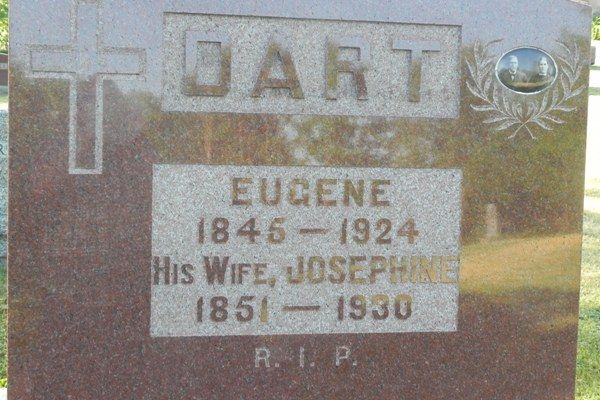 DART
EUGENE
1845 – 1924
HIS WIFE, JOSEPHINE
1851 – 1930
R. I. P.